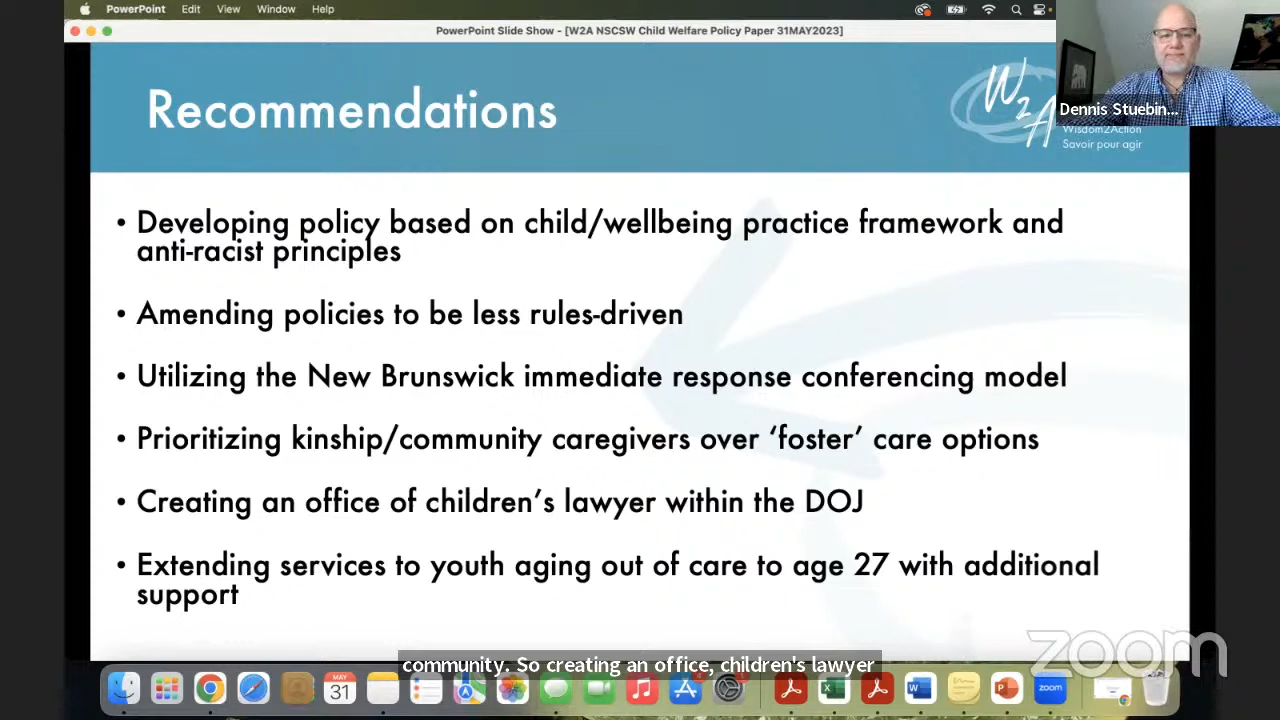 PowerPoint Edit View Window Help
PowerPoint Slide Show - [W2A NSCSW Child Welfare Policy Paper 31MAY2023]
Recommendations
W2A
Dennis Stuebin...
Wisdom2Action
Savoir pour agir
• Developing policy based on child/wellbeing practice framework and
anti-racist principles
• Amending policies to be less rules-driven
• Utilizing the New Brunswick immediate response conferencing model
• Prioritizing kinship/community caregivers over ‘foster’ care options
• Creating an office of children’s lawyer within the DOJ
• Extending services to youth aging out of care to age 27 with additional
support
zoom
community. So creating an office, children's lawyer
MAY
31
zoom